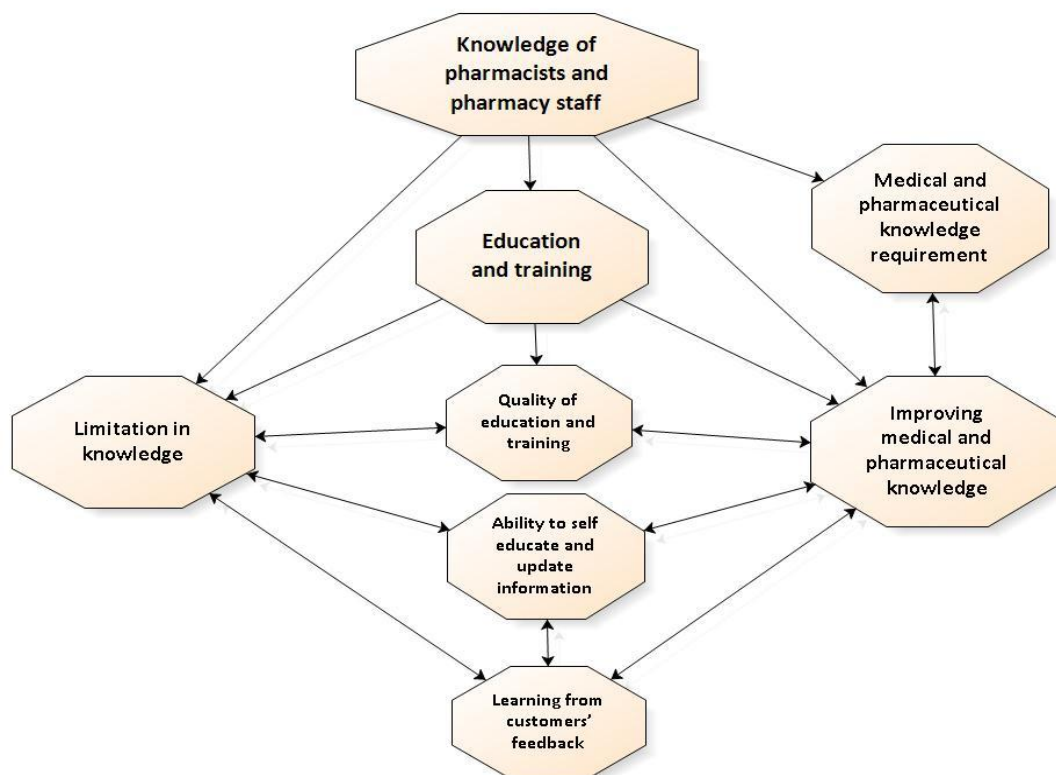 Knowledge of
pharmacists and
pharmacy staff
Medical and
pharmaceutical
knowledge
requirement
Education
and training
Limitation in
knowledge
Quality of
education and
training
Improving
medical and
pharmaceutical
knowledge
Ability to self
educate and
update
information
Learning from
customers’
feedback